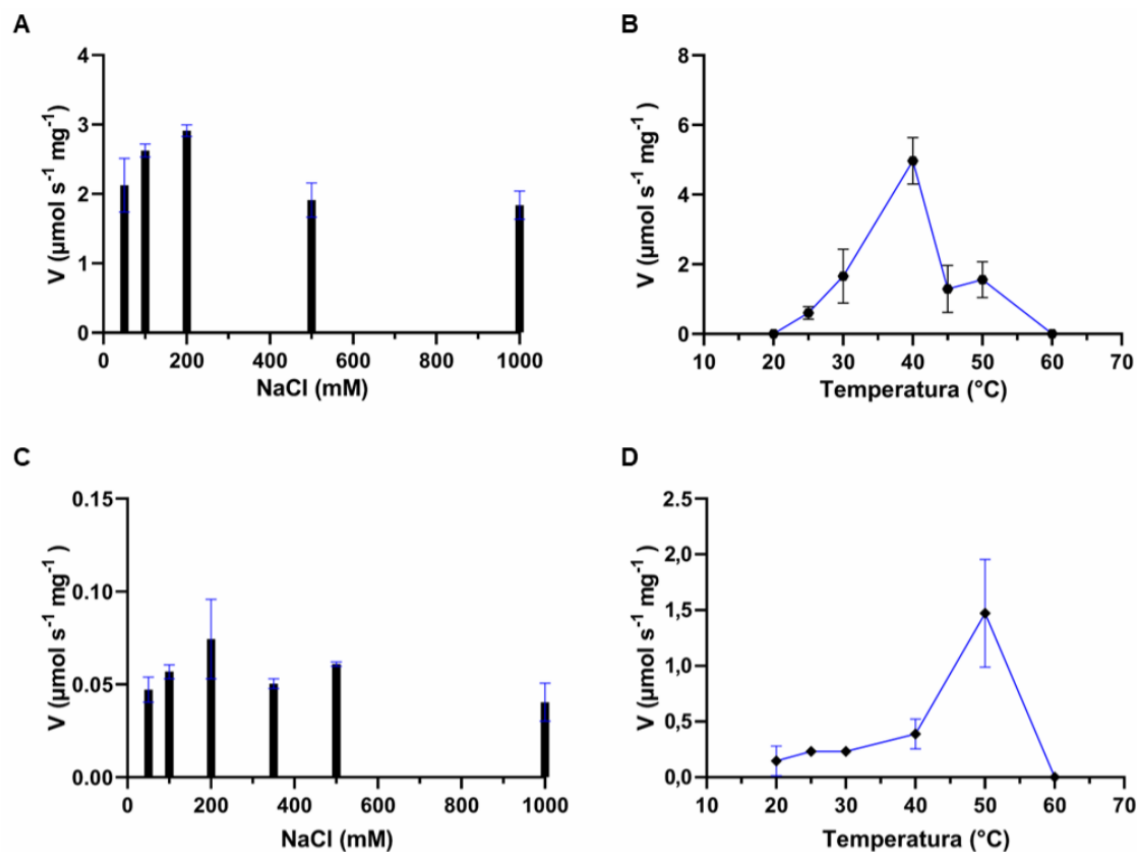 A
V (µmol s⁻¹ mg⁻¹ )
4
3
2
1
0
0 200 400 600 800 1000
NaCl (mM)
B
V (µmol s⁻¹ mg⁻¹ )
8
6
4
2
0
10 20 30 40 50 60 70
Temperatura (°C)
C
V (µmol s⁻¹ mg⁻¹ )
0.15
0.10
0.05
0.00
0 200 400 600 800 1000
NaCl (mM)
D
V (µmol s⁻¹ mg⁻¹ )
2.5
2,0
1,5
1,0
0,5
0,0
10 20 30 40 50 60 70
Temperatura (°C)